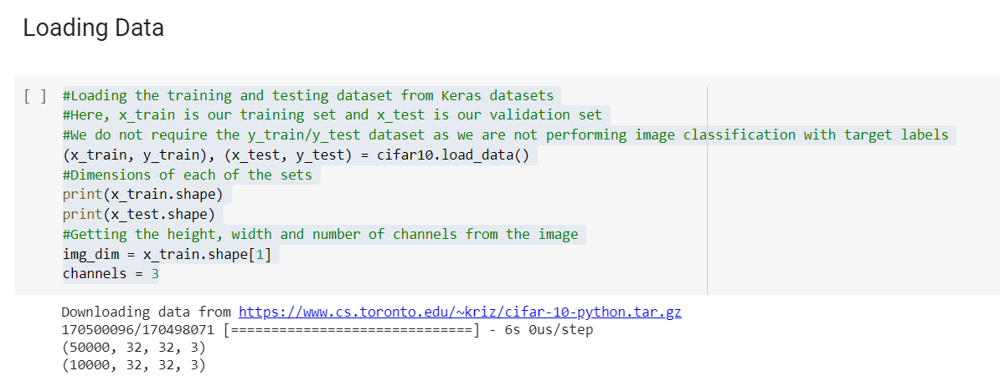 Loading Data
[ ] #Loading the training and testing dataset from Keras datasets
#Here, x_train is our training set and x_test is our validation set
#We do not require the y_train/y_test dataset as we are not performing image classification with target labels
(x_train, y_train), (x_test, y_test) = cifar10.load_data()
#Dimensions of each of the sets
print(x_train.shape)
print(x_test.shape)
#Getting the height, width and number of channels from the image
img_dim = x_train.shape[1]
channels = 3
Downloading data from https://www.cs.toronto.edu/~kriz/cifar-10-python.tar.gz
170500096/170498071 [==============================] - 6s 0us/step
(50000, 32, 32, 3)
(10000, 32, 32, 3)